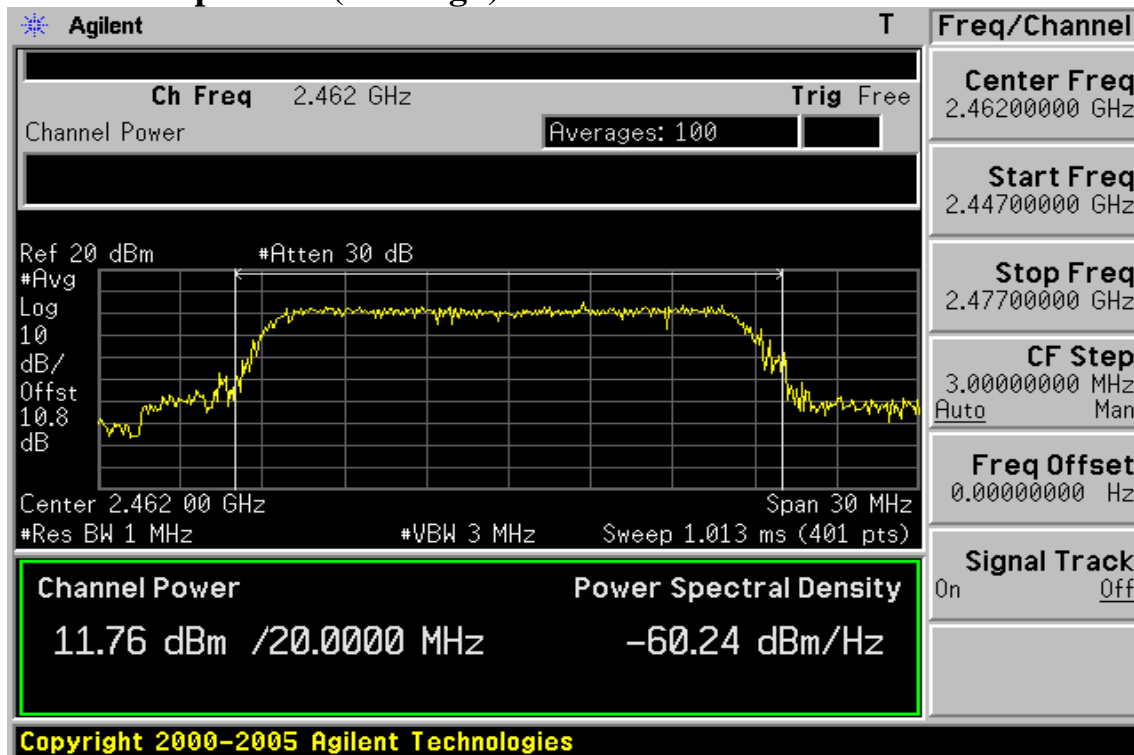 Agilent T Freq/Channel
Ch Freq 2.462 GHz Trig Free
Channel Power Averages: 100
Center Freq
2.46200000 GHz
Start Freq
2.44700000 GHz
Stop Freq
2.47700000 GHz
CF Step
3.00000000 MHz
Auto Man
Freq Offset
0.00000000 Hz
Signal Track
On Off
Ref 20 dBm #Atten 30 dB
#Avg
Log
10
dB/
Offst
10.8
dB
Center 2.462 00 GHz Span 30 MHz
#Res BW 1 MHz #VBW 3 MHz Sweep 1.013 ms (401 pts)
Channel Power Power Spectral Density
11.76 dBm /20.0000 MHz -60.24 dBm/Hz
Copyright 2000-2005 Agilent Technologies